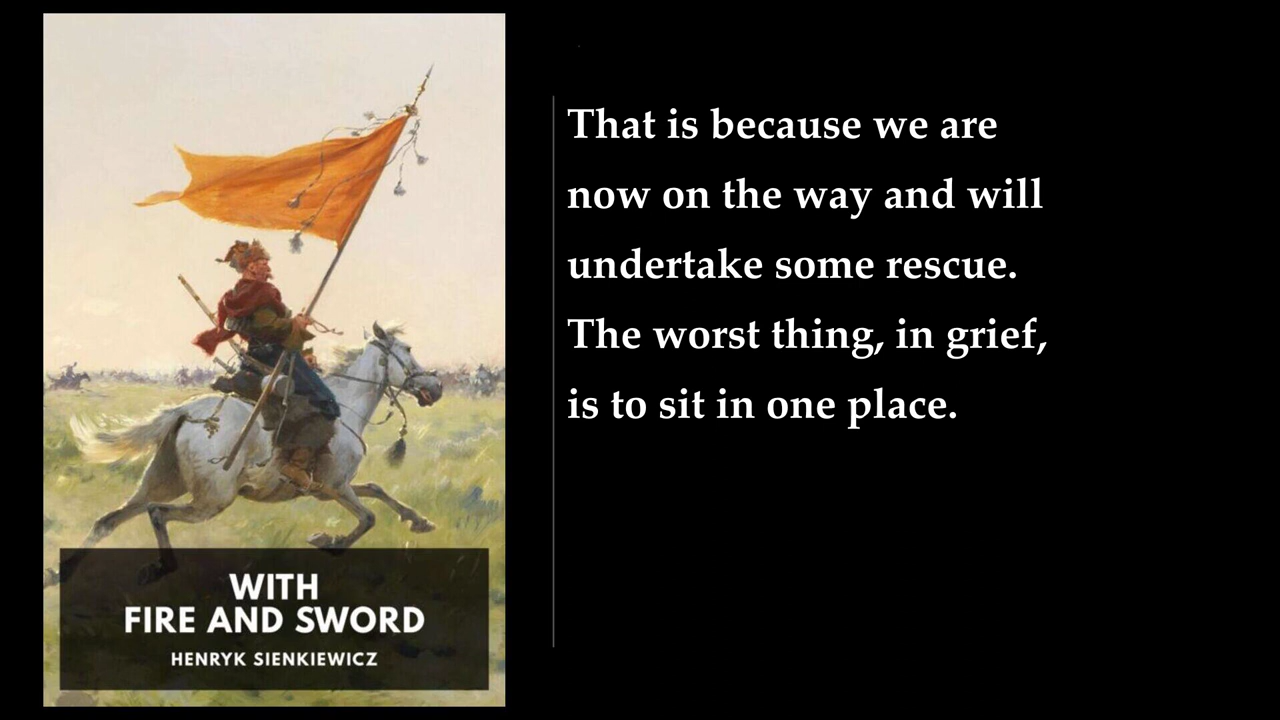 WITH
FIRE AND SWORD
HENRYK SIENKIEWICZ
That is because we are
now on the way and will
undertake some rescue.
The worst thing, in grief,
is to sit in one place.